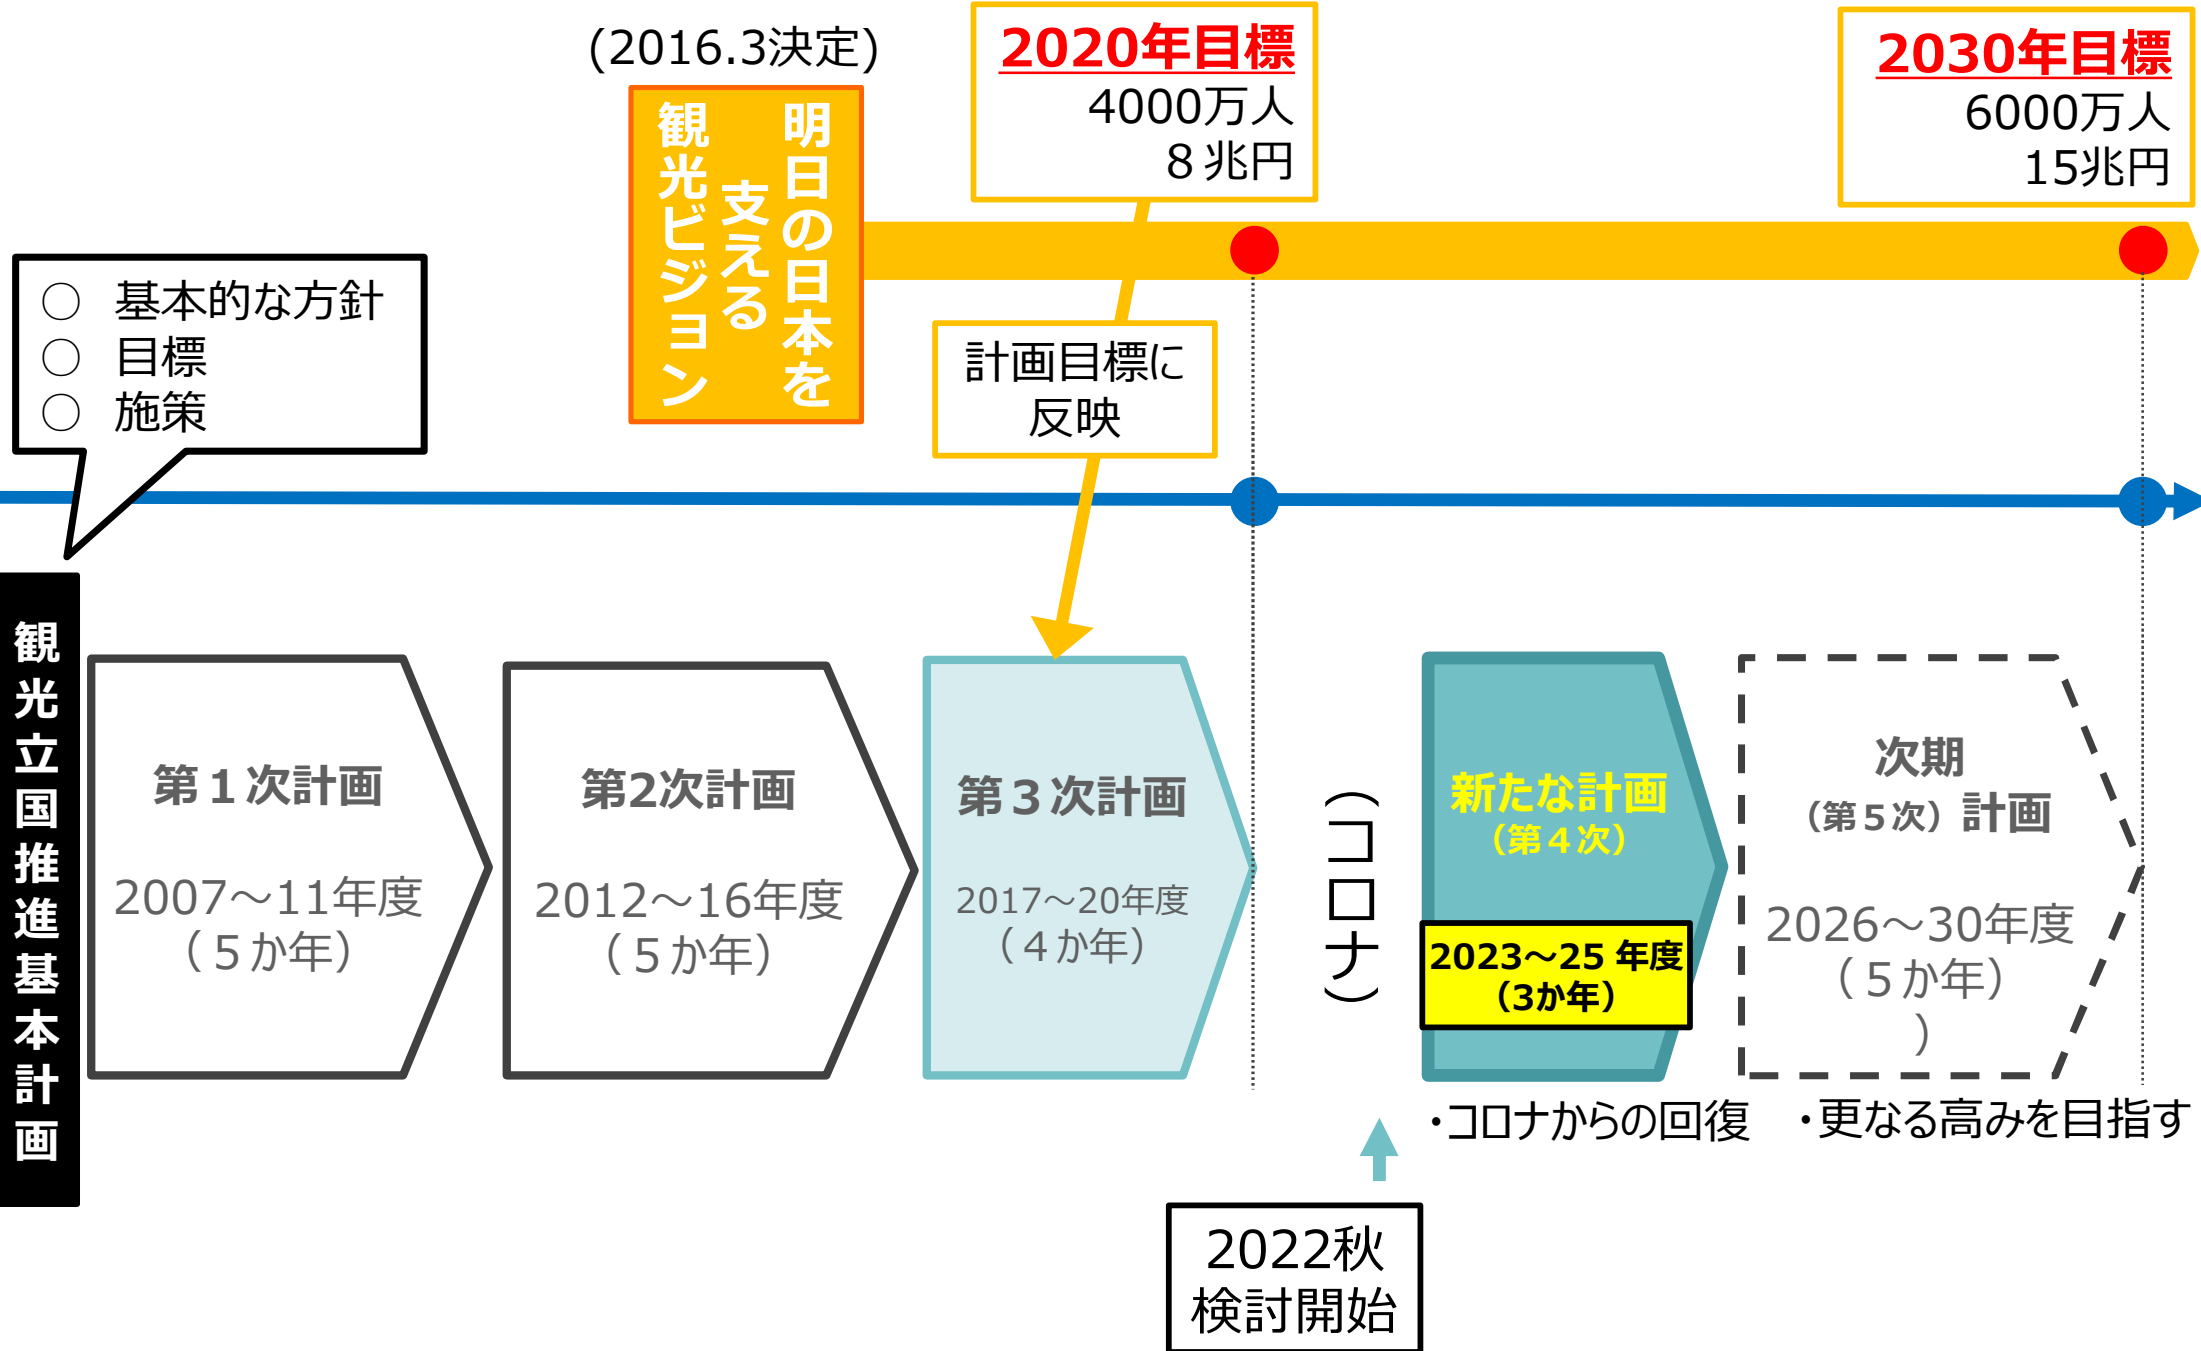 (2016.3決定)
明日の日本を
支える
観光ビジョン
2020年目標
4000万人
８兆円
2030年目標
6000万人
15兆円
○　基本的な方針
○　目標
○　施策
計画目標に
反映
観光立国推進基本計画
第１次計画
2007～11年度
（５か年）
第2次計画
2012～16年度
（５か年）
第３次計画
2017～20年度
（４か年）
（コロナ）
新たな計画
（第４次）
2023～25 年度
（3か年）
次期
（第５次）計画
2026～30年度
（５か年）
）
・コロナからの回復
・更なる高みを目指す
2022秋
検討開始